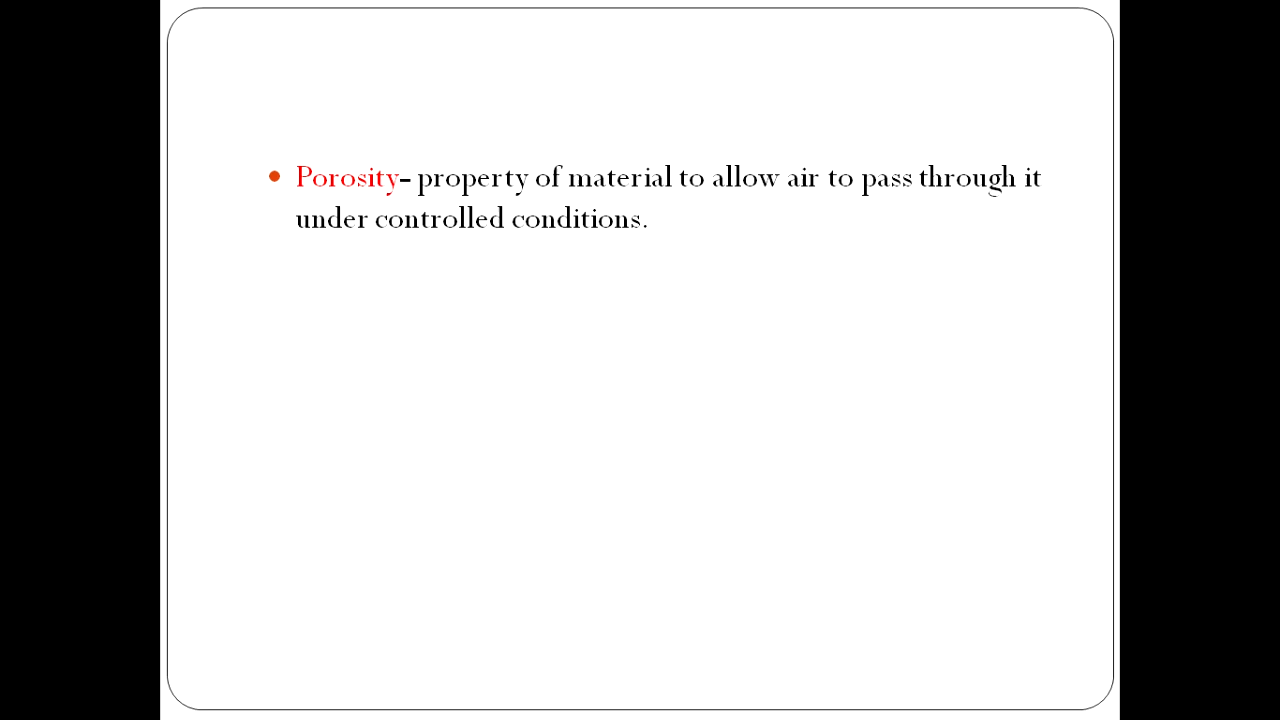 • Porosity- property of material to allow air to pass through it
under controlled conditions.